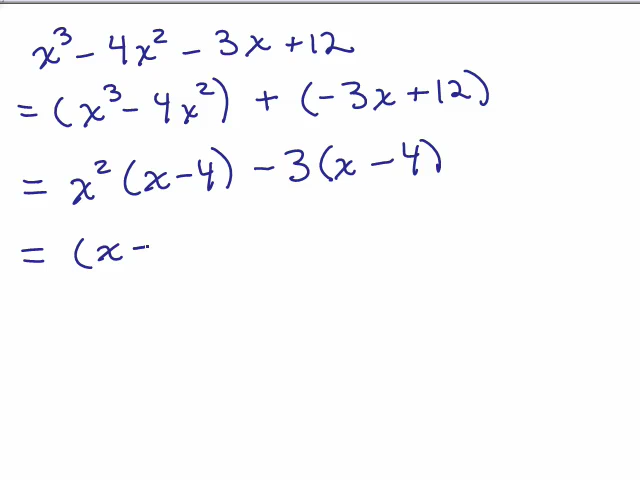 x³ - 4x² - 3x + 12
= (x³ - 4x²) + (-3x + 12)
= x² (x - 4) - 3 (x - 4)
= (x -